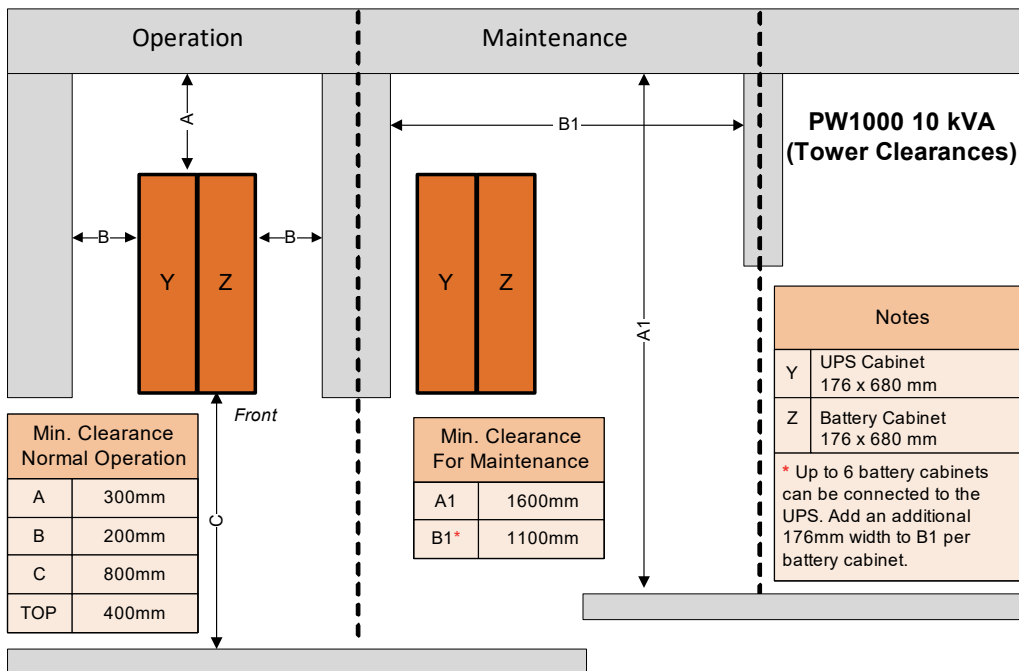 Operation
Maintenance
A
B1
PW1000 10 kVA
(Tower Clearances)
B
B
Y
Z
Y
Z
A1
Front
C
Min. Clearance
Normal Operation
A 300mm
B 200mm
C 800mm
TOP 400mm
Min. Clearance
For Maintenance
A1 1600mm
B1* 1100mm
Notes
Y UPS Cabinet
176 x 680 mm
Z Battery Cabinet
176 x 680 mm
* Up to 6 battery cabinets
can be connected to the
UPS. Add an additional
176mm width to B1 per
battery cabinet.